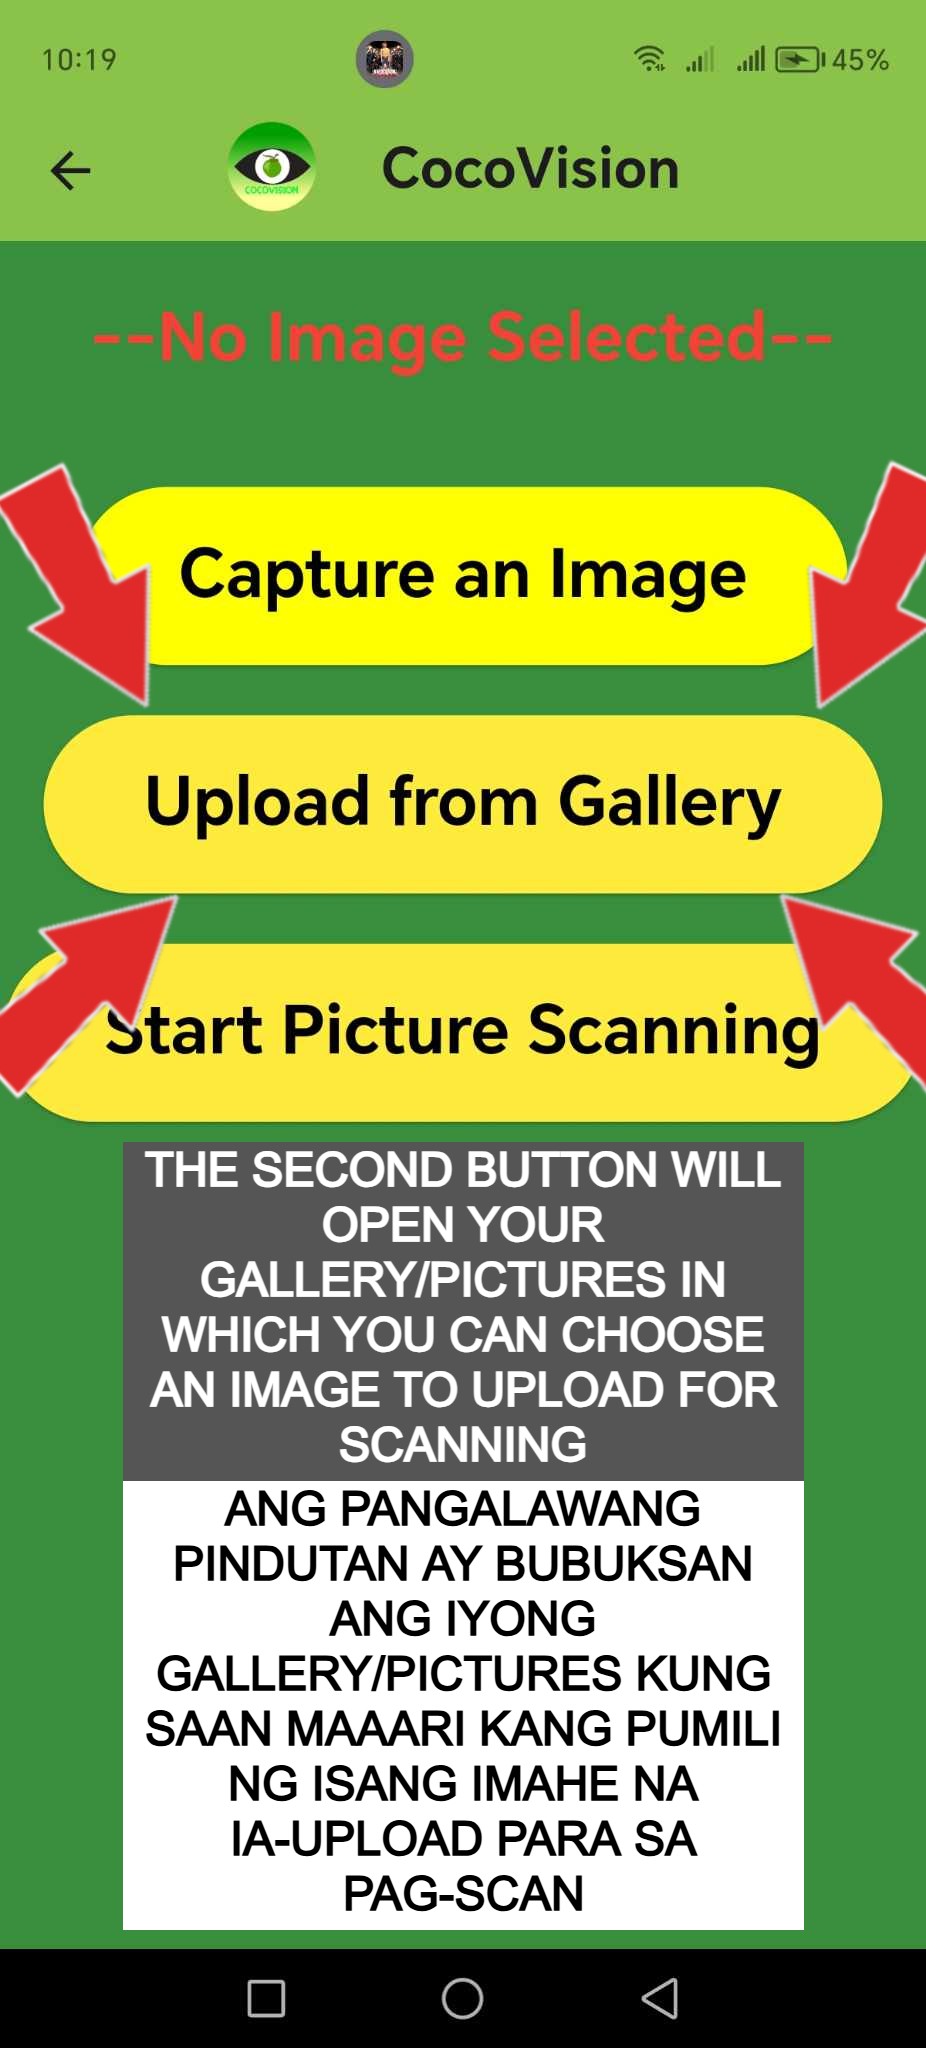 10:19
45%
COCOVISION
CocoVision
--No Image Selected--
Capture an Image
Upload from Gallery
Start Picture Scanning
THE SECOND BUTTON WILL
OPEN YOUR
GALLERY/PICTURES IN
WHICH YOU CAN CHOOSE
AN IMAGE TO UPLOAD FOR
SCANNING
ANG PANGALAWANG
PINDUTAN AY BUBUKSAN
ANG IYONG
GALLERY/PICTURES KUNG
SAAN MAAARI KANG PUMILI
NG ISANG IMAHE NA
IA-UPLOAD PARA SA
PAG-SCAN